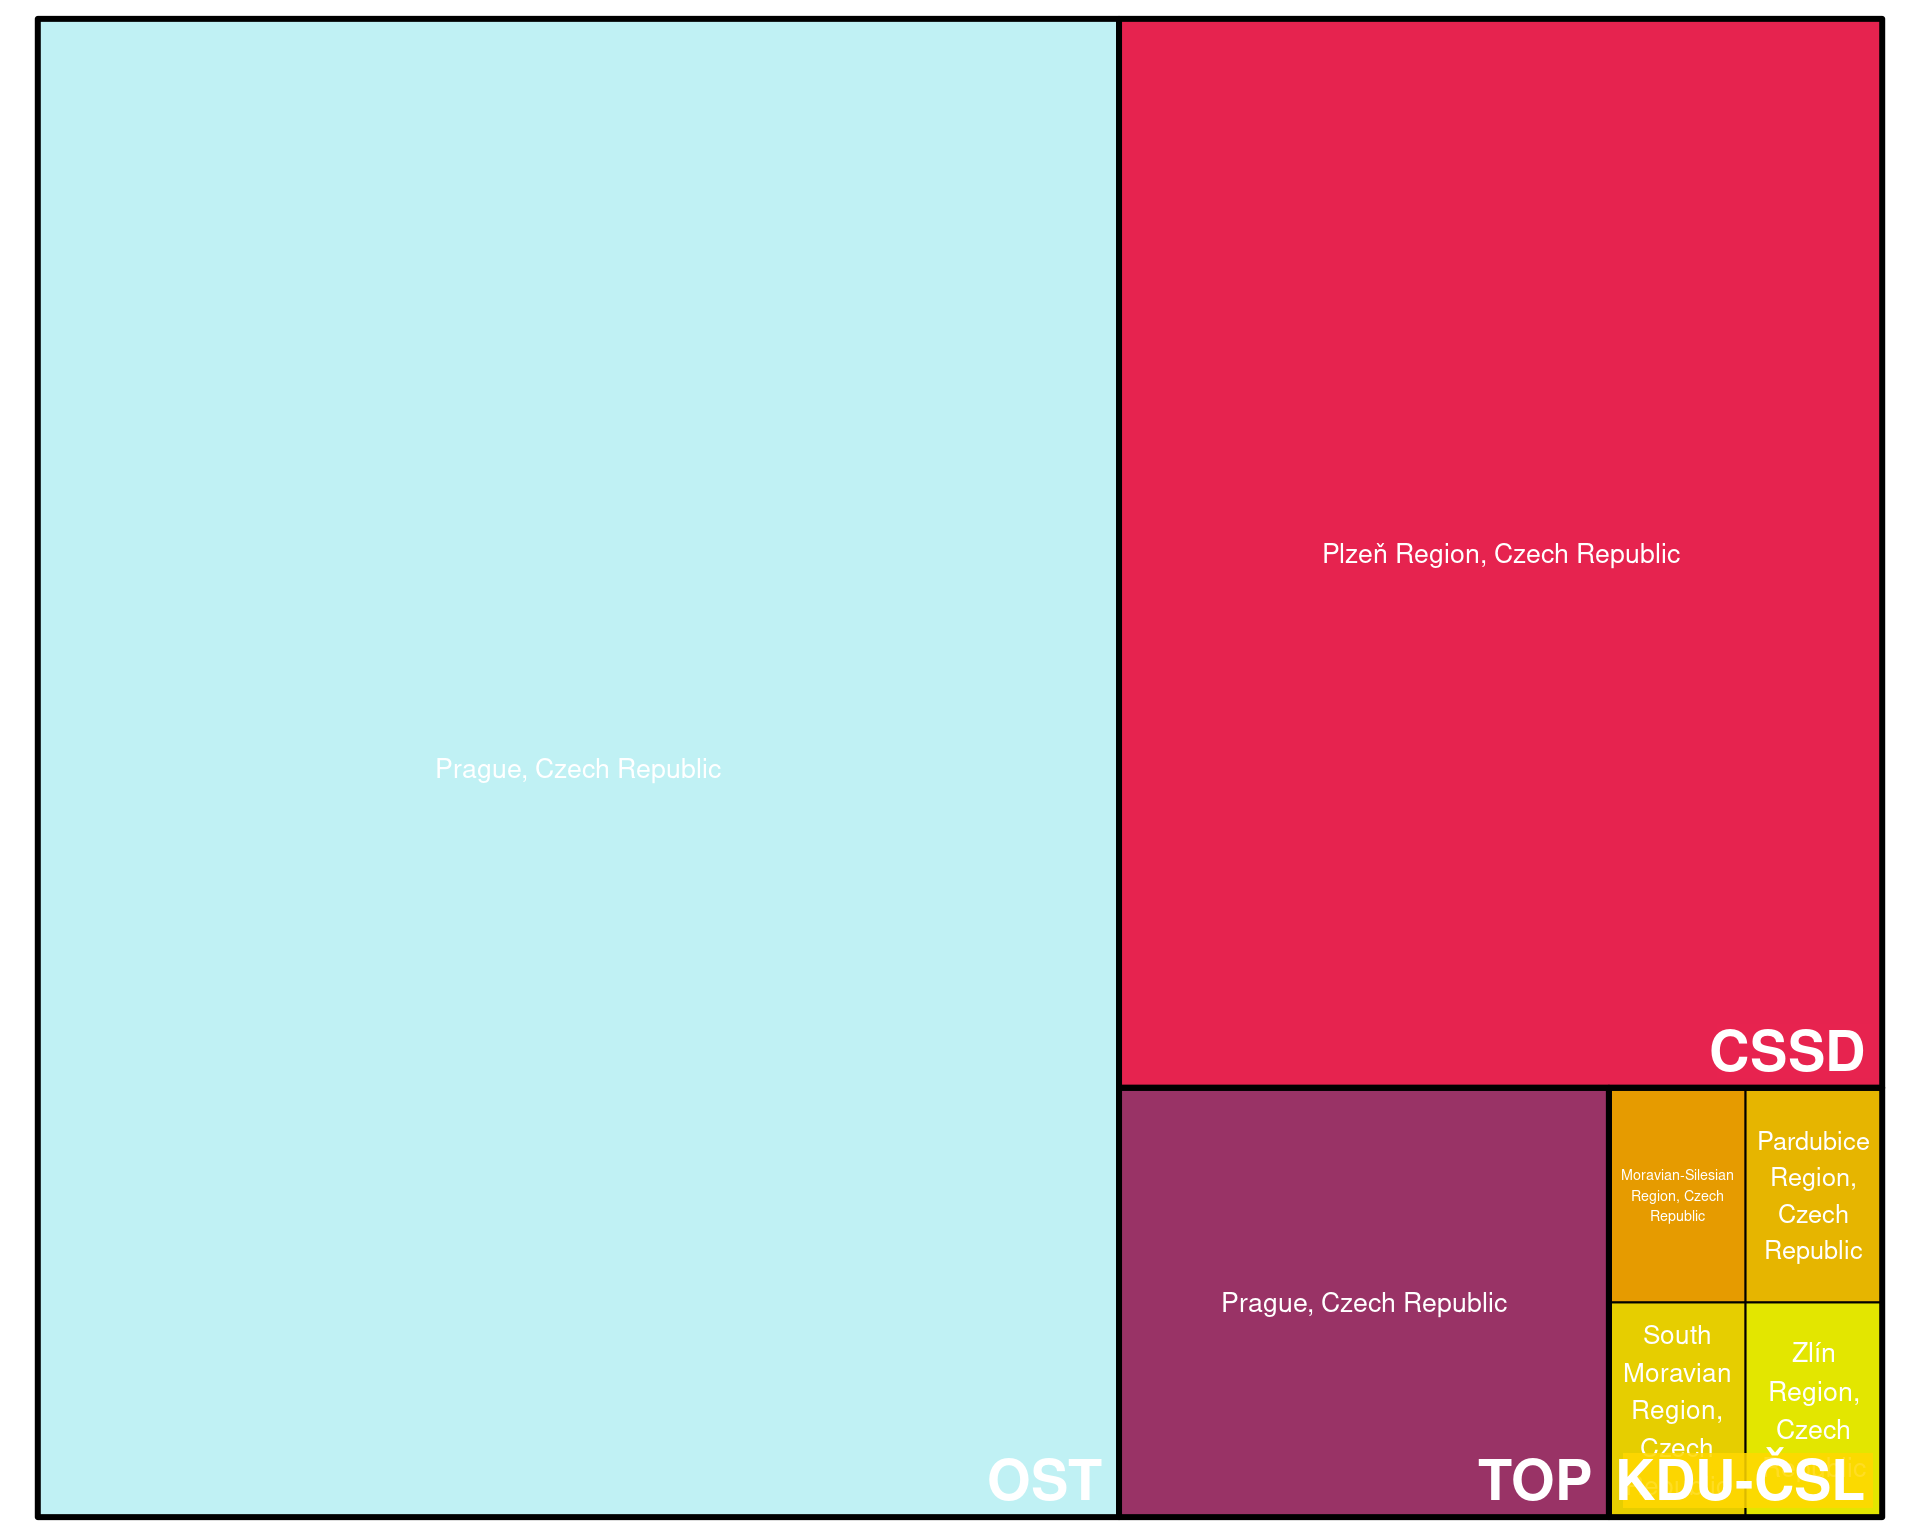 Prague, Czech Republic
OST
Plzeň Region, Czech Republic
CSSD
Prague, Czech Republic
TOP
Moravian-Silesian
Region, Czech
Republic
Pardubice
Region,
Czech
Republic
South
Moravian
Region,
Czech
Zlín
Region,
Czech
KDU-ČSL